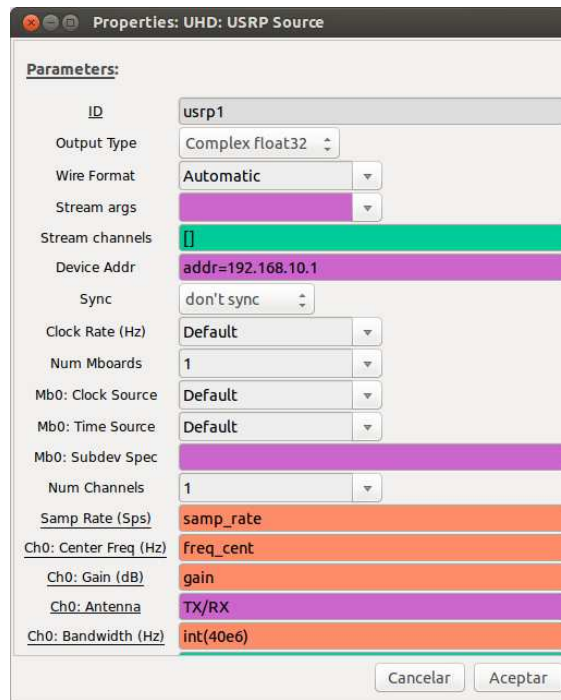 Properties: UHD: USRP Source
Parameters:
ID usrp1
Output Type Complex float32
Wire Format Automatic
Stream args
Stream channels []
Device Addr addr=192.168.10.1
Sync don't sync
Clock Rate (Hz) Default
Num Mboards 1
Mb0: Clock Source Default
Mb0: Time Source Default
Mb0: Subdev Spec
Num Channels 1
Samp Rate (Sps) samp_rate
Ch0: Center Freq (Hz) freq_cent
Ch0: Gain (dB) gain
Ch0: Antenna TX/RX
Ch0: Bandwidth (Hz) int(40e6)
Cancelar Aceptar